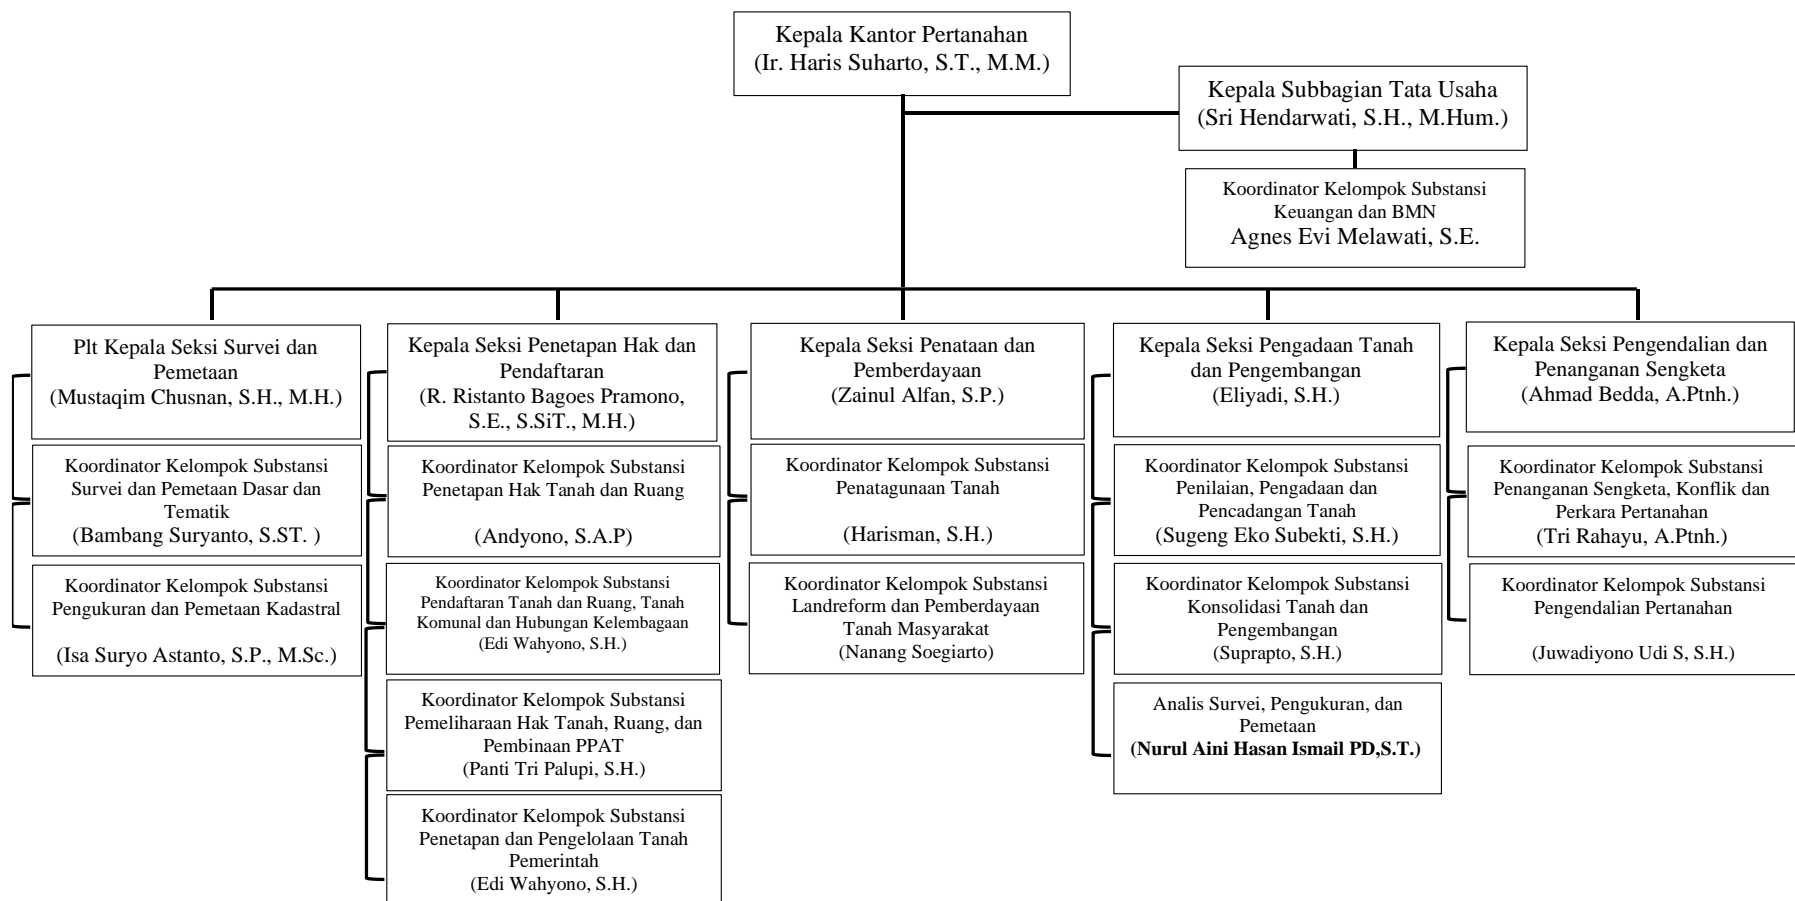 Kepala Kantor Pertanahan
(Ir. Haris Suharto, S.T., M.M.)
Kepala Subbagian Tata Usaha
(Sri Hendarwati, S.H., M.Hum.)
Koordinator Kelompok Substansi
Keuangan dan BMN
Agnes Evi Melawati, S.E.
Plt Kepala Seksi Survei dan
Pemetaan
(Mustaqim Chusnan, S.H., M.H.)
Koordinator Kelompok Substansi
Survei dan Pemetaan Dasar dan
Tematik
(Bambang Suryanto, S.ST. )
Koordinator Kelompok Substansi
Pengukuran dan Pemetaan Kadastral
(Isa Suryo Astanto, S.P., M.Sc.)
Kepala Seksi Penetapan Hak dan
Pendaftaran
(R. Ristanto Bagoes Pramono,
S.E., S.SiT., M.H.)
Koordinator Kelompok Substansi
Penetapan Hak Tanah dan Ruang
(Andyono, S.A.P)
Koordinator Kelompok Substansi
Pendaftaran Tanah dan Ruang, Tanah
Komunal dan Hubungan Kelembagaan
(Edi Wahyono, S.H.)
Koordinator Kelompok Substansi
Pemeliharaan Hak Tanah, Ruang, dan
Pembinaan PPAT
(Panti Tri Palupi, S.H.)
Koordinator Kelompok Substansi
Penetapan dan Pengelolaan Tanah
Pemerintah
(Edi Wahyono, S.H.)
Kepala Seksi Penataan dan
Pemberdayaan
(Zainul Alfan, S.P.)
Koordinator Kelompok Substansi
Penatagunaan Tanah
(Harisman, S.H.)
Koordinator Kelompok Substansi
Landreform dan Pemberdayaan
Tanah Masyarakat
(Nanang Soegiarto)
Kepala Seksi Pengadaan Tanah
dan Pengembangan
(Eliyadi, S.H.)
Koordinator Kelompok Substansi
Penilaian, Pengadaan dan
Pencadangan Tanah
(Sugeng Eko Subekti, S.H.)
Koordinator Kelompok Substansi
Konsolidasi Tanah dan
Pengembangan
(Suprapto, S.H.)
Analis Survei, Pengukuran, dan
Pemetaan
(Nurul Aini Hasan Ismail PD,S.T.)
Kepala Seksi Pengendalian dan
Penanganan Sengketa
(Ahmad Bedda, A.Ptnh.)
Koordinator Kelompok Substansi
Penanganan Sengketa, Konflik dan
Perkara Pertanahan
(Tri Rahayu, A.Ptnh.)
Koordinator Kelompok Substansi
Pengendalian Pertanahan
(Juwadiyono Udi S, S.H.)